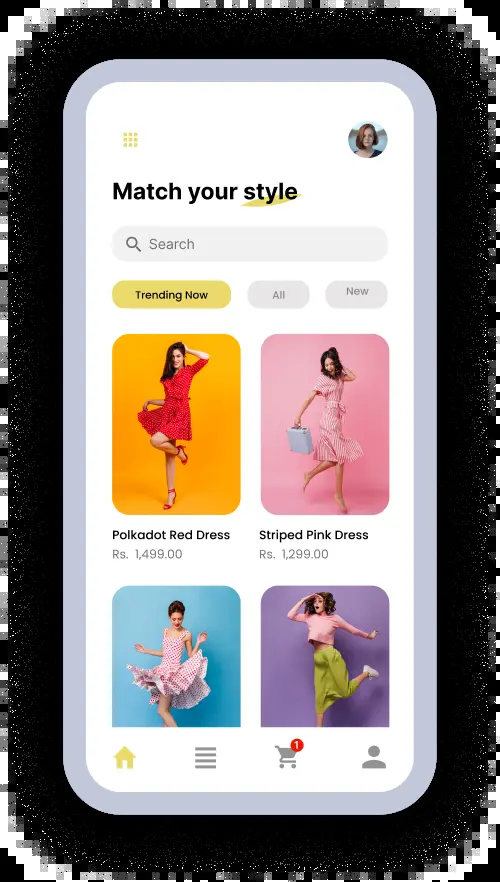 Match your style
Search
Trending Now
All
New
Polkadot Red Dress
Striped Pink Dress
Rs. 1,499.00
Rs. 1,299.00
1